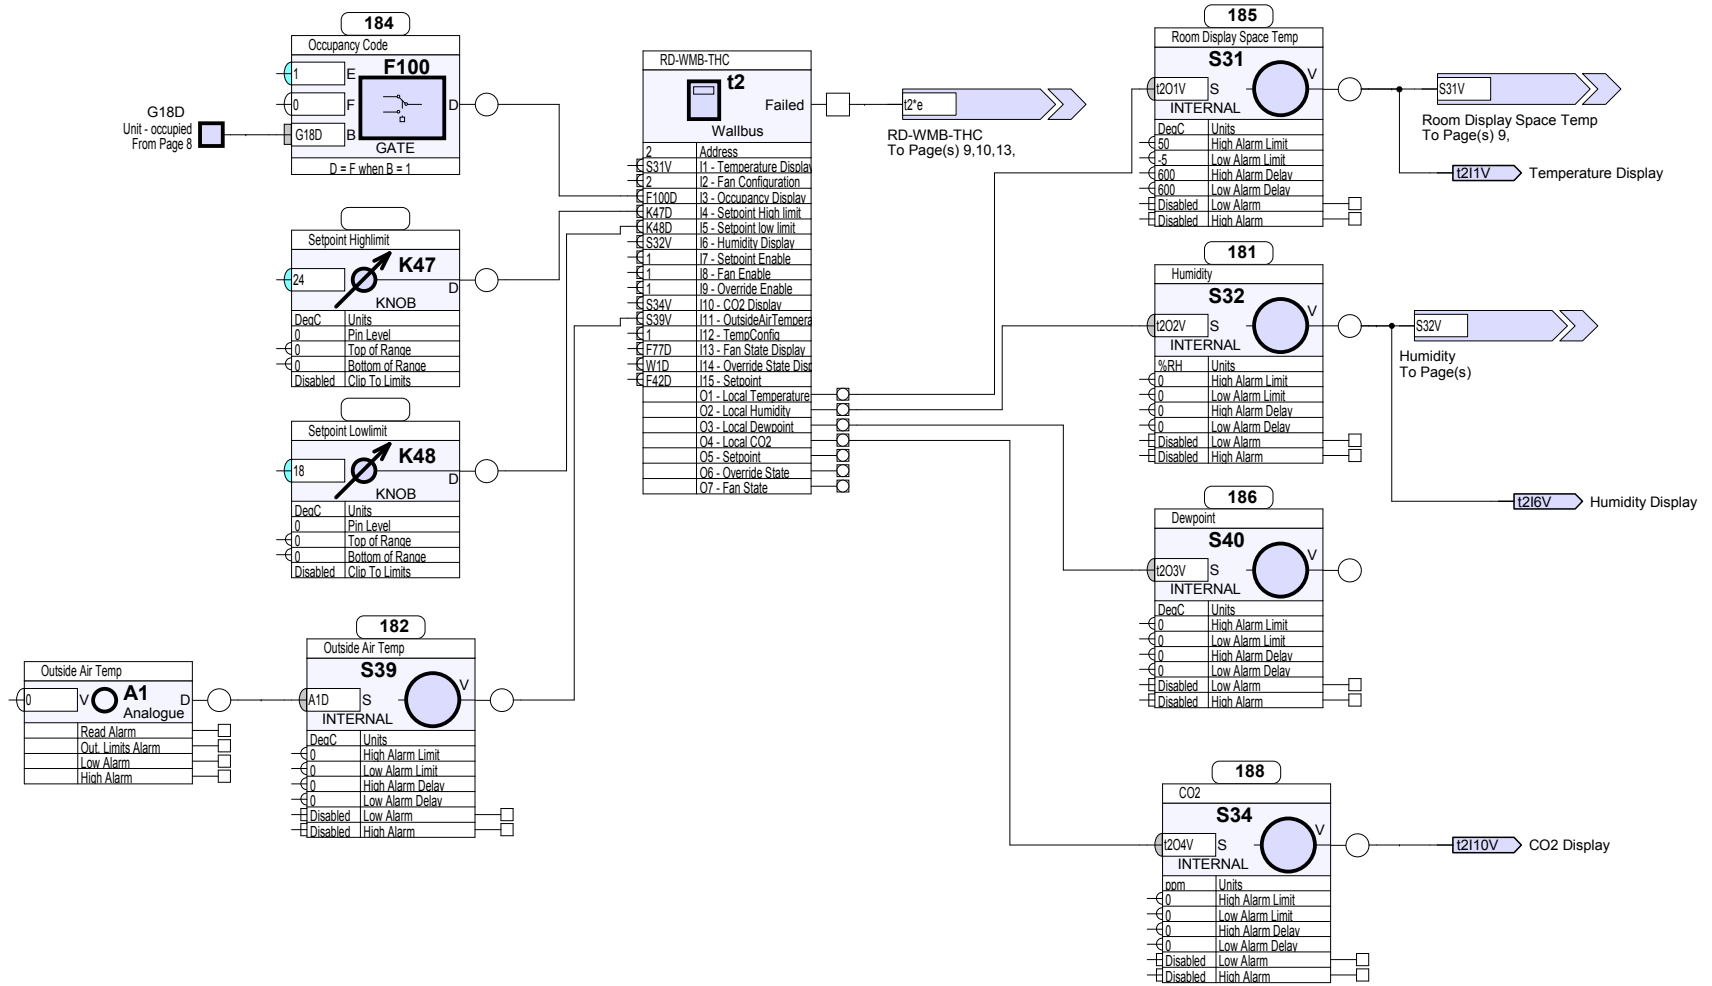 184
Occupancy Code
F100
1
E
0
F
D
G18D
B
GATE
D = F when B = 1
G18D
Unit - occupied
From Page 8
Setpoint Highlimit
K47
24
D
KNOB
DegC Units
0 Pin Level
0 Top of Range
0 Bottom of Range
Disabled Clip To Limits
Setpoint Lowlimit
K48
18
D
KNOB
DegC Units
0 Pin Level
0 Top of Range
0 Bottom of Range
Disabled Clip To Limits
Outside Air Temp
A1
0
V
D
Analogue
Read Alarm
Out. Limits Alarm
Low Alarm
High Alarm
182
Outside Air Temp
S39
V
A1D
S
INTERNAL
DegC Units
0 High Alarm Limit
0 Low Alarm Limit
0 High Alarm Delay
0 Low Alarm Delay
Disabled Low Alarm
Disabled High Alarm
RD-WMB-THC
t2
Failed
Wallbus
2 Address
S31V I1 - Temperature Display
2 I2 - Fan Configuration
F100D I3 - Occupancy Display
K47D I4 - Setpoint High limit
K48D I5 - Setpoint low limit
S32V I6 - Humidity Display
1 I7 - Setpoint Enable
1 I8 - Fan Enable
1 I9 - Override Enable
S34V I10 - CO2 Display
S39V I11 - OutsideAirTempera
1 I12 - TempConfig
F77D I13 - Fan State Display
W1D I14 - Override State Disp
F42D I15 - Setpoint
O1 - Local Temperature
O2 - Local Humidity
O3 - Local Dewpoint
O4 - Local CO2
O5 - Setpoint
O6 - Override State
O7 - Fan State
t2*e
RD-WMB-THC
To Page(s) 9,10,13,
185
Room Display Space Temp
S31
V
t2O1V
S
INTERNAL
DegC Units
50 High Alarm Limit
-5 Low Alarm Limit
600 High Alarm Delay
600 Low Alarm Delay
Disabled Low Alarm
Disabled High Alarm
S31V
Room Display Space Temp
To Page(s) 9,
t2I1V
Temperature Display
181
Humidity
S32
V
t2O2V
S
INTERNAL
%RH Units
0 High Alarm Limit
0 Low Alarm Limit
0 High Alarm Delay
0 Low Alarm Delay
Disabled Low Alarm
Disabled High Alarm
S32V
Humidity
To Page(s)
t2I6V
Humidity Display
186
Dewpoint
S40
V
t2O3V
S
INTERNAL
DegC Units
0 High Alarm Limit
0 Low Alarm Limit
0 High Alarm Delay
0 Low Alarm Delay
Disabled Low Alarm
Disabled High Alarm
188
CO2
S34
V
t2O4V
S
INTERNAL
ppm Units
0 High Alarm Limit
0 Low Alarm Limit
0 High Alarm Delay
0 Low Alarm Delay
Disabled Low Alarm
Disabled High Alarm
t2I10V
CO2 Display